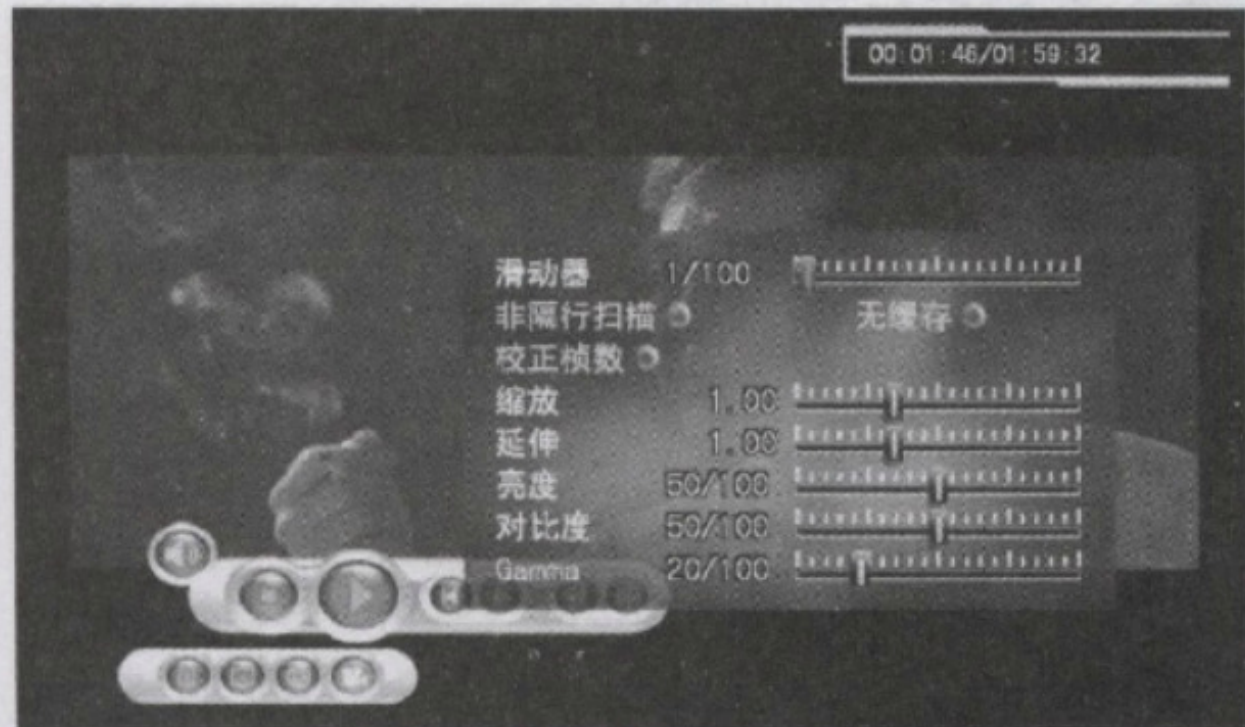 00:01:46/01:59:32
滑动器 1/100
非隔行扫描 无缓存
校正桢数
缩放 1.00
延伸 1.00
亮度 50/100
对比度 50/100
Gamma 20/100